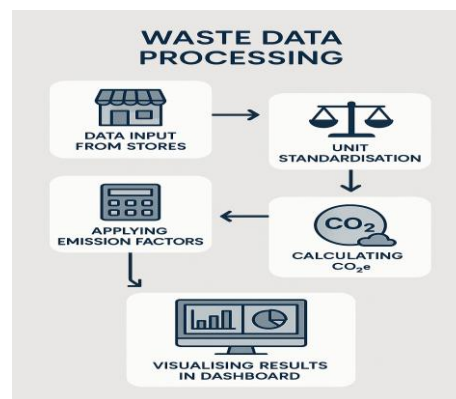 WASTE DATA
PROCESSING
DATA INPUT
FROM STORES
UNIT
STANDARDISATION
CO₂
CALCULATING
CO₂e
APPLYING
EMISSION FACTORS
VISUALISING RESULTS
IN DASHBOARD